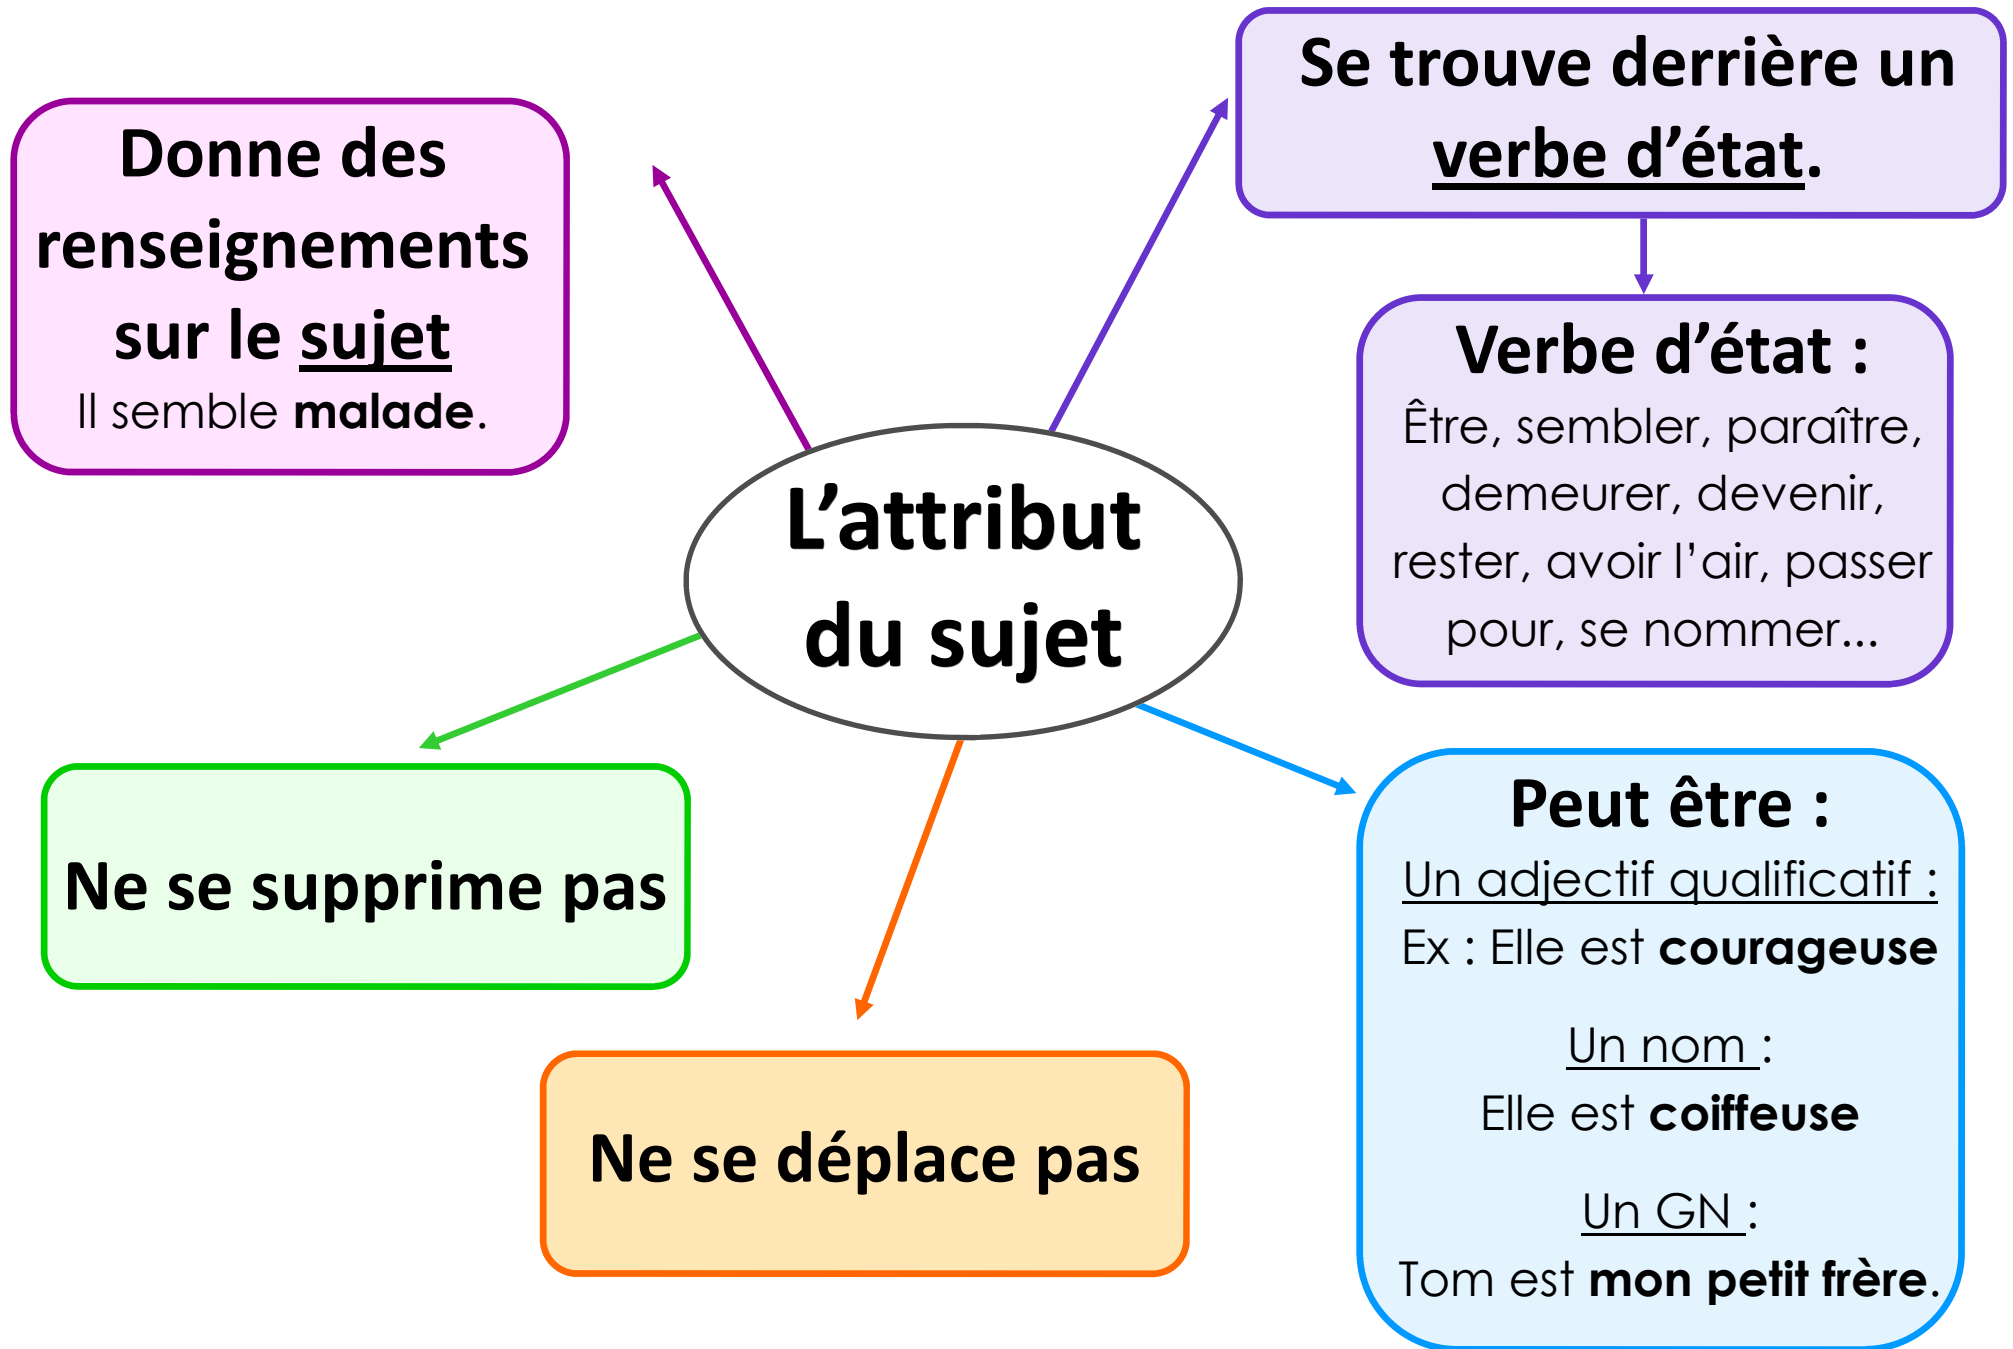 L’attribut
du sujet
Donne des
renseignements
sur le sujet
Il semble malade.
Se trouve derrière un
verbe d’état.
Verbe d’état :
Être, sembler, paraître,
demeurer, devenir,
rester, avoir l’air, passer
pour, se nommer...
Ne se supprime pas
Ne se déplace pas
Peut être :
Un adjectif qualificatif :
Ex : Elle est courageuse
Un nom :
Elle est coiffeuse
Un GN :
Tom est mon petit frère.